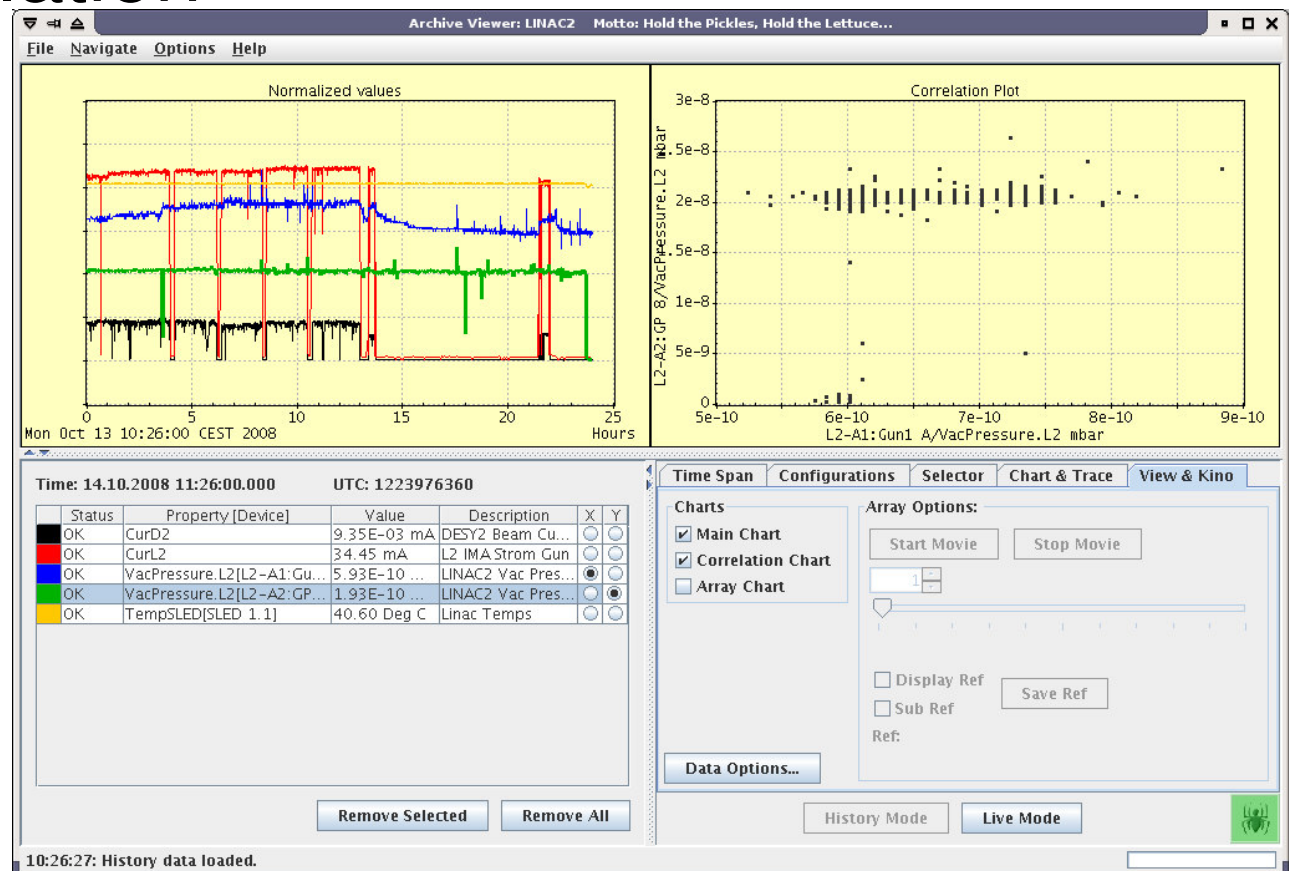 Archive Viewer: LINAC2 Motto: Hold the Pickles, Hold the Lettuce...
File Navigate Options Help
Normalized values
0 5 10 15 20 25
Mon Oct 13 10:26:00 CEST 2008 Hours
Correlation Plot
3e-8
.5e-8
2e-8
.5e-8
1e-8
5e-9
0
L2-A2:GP 8/VacPressure.L2 mbar
5e-10 6e-10 7e-10 8e-10 9e-10
L2-A1:Gun1 A/VacPressure.L2 mbar
Time: 14.10.2008 11:26:00.000 UTC: 1223976360
Status Property [Device] Value Description X Y
OK CurD2 9.35E-03 mA DESY2 Beam Cu...
OK CurL2 34.45 mA L2 IMA Strom Gun
OK VacPressure.L2[L2-A1:Gu... 5.93E-10 ... LINAC2 Vac Pres...
OK VacPressure.L2[L2-A2:GP... 1.93E-10 ... LINAC2 Vac Pres...
OK TempSLED[SLED 1.1] 40.60 Deg C Linac Temps
Remove Selected Remove All
Time Span Configurations Selector Chart & Trace View & Kino
Charts
Main Chart
Correlation Chart
Array Chart
Data Options...
Array Options:
Start Movie Stop Movie
1
Display Ref
Sub Ref
Save Ref
Ref:
History Mode Live Mode
10:26:27: History data loaded.